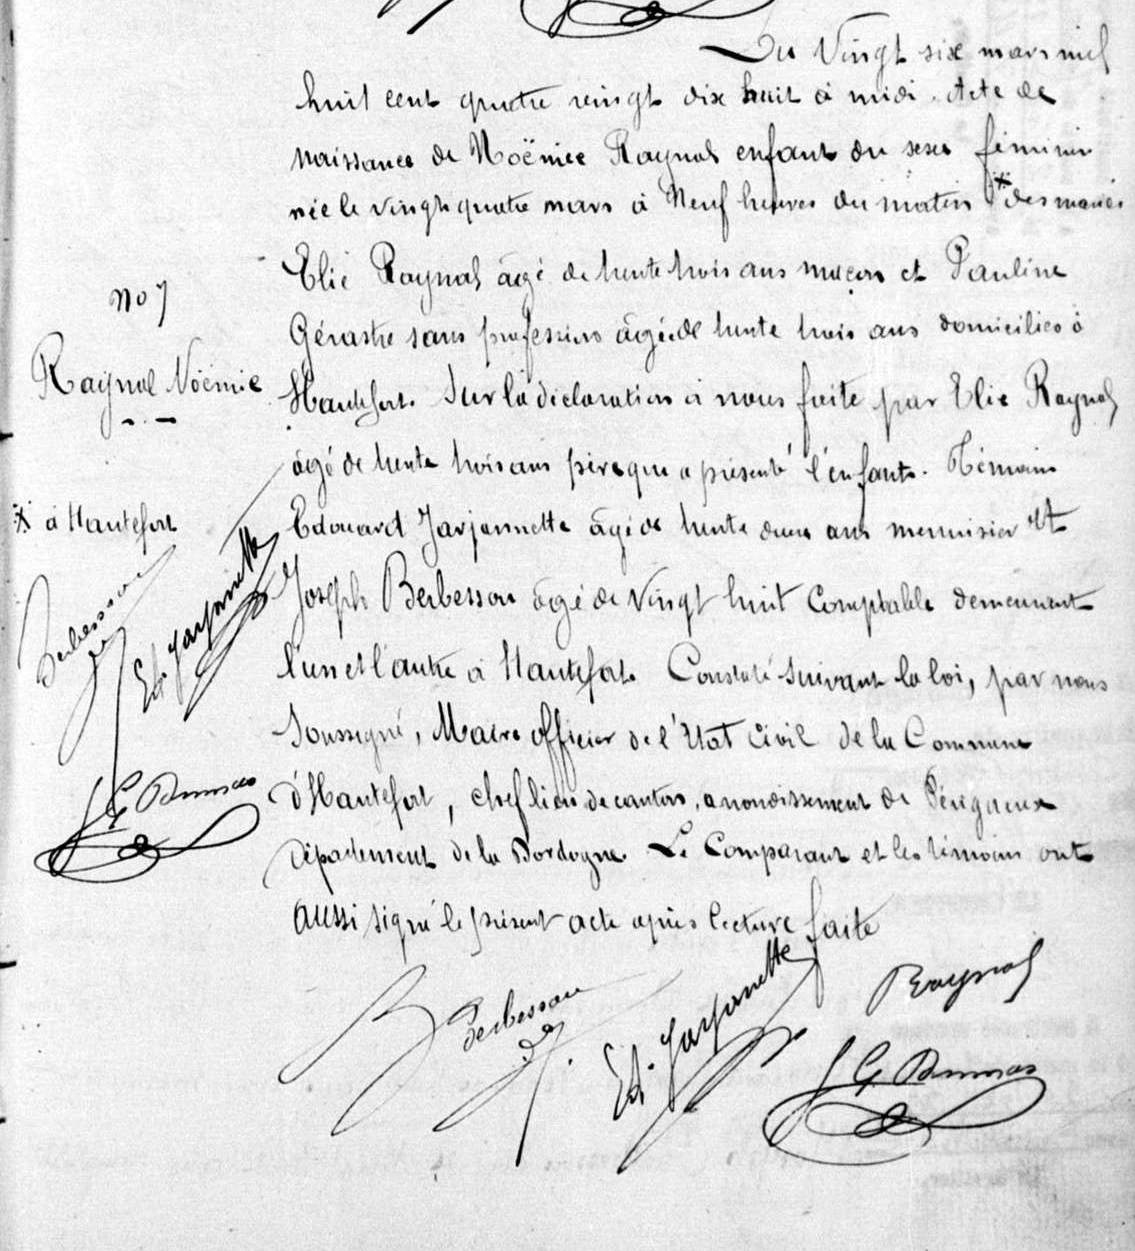 Du Vingt six mars mil
huit cent quatre vingt dix huit à midi. Acte de
naissance de Noëmie Raynal enfant du sexe féminin
née le vingt quatre mars à Neuf heures du matin * des mariés
Elie Raynal âgé de trente trois ans maçon et Pauline
Gérastre sans profession âgée de trente trois ans domiciliés à
Hautefort. Sur la déclaration à nous faite par Elie Raynal
âgé de trente trois ans père que a présenté l'enfant. Témoins
Edouard Jarjannette âgé de trente deux ans menuisier et
Joseph Berbesson âgé de Vingt huit Comptable demeurant
l'un et l'autre à Hautefort. Constaté suivant la loi, par nous
Soussigné, Maire officier de l'Etat Civil de la Commune
d'Hautefort, chef lieu de canton, arrondissement de Périgueux
département de la Dordogne. Le Comparant et les témoins ont
aussi signé le présent acte après lecture faite
No 7
Raynal Noëmie
* à Hautefort
Berbesson
Ed. Jarjanette
G Dumas
Berbesson
Ed. Jarjanette
Raynal
G Dumas